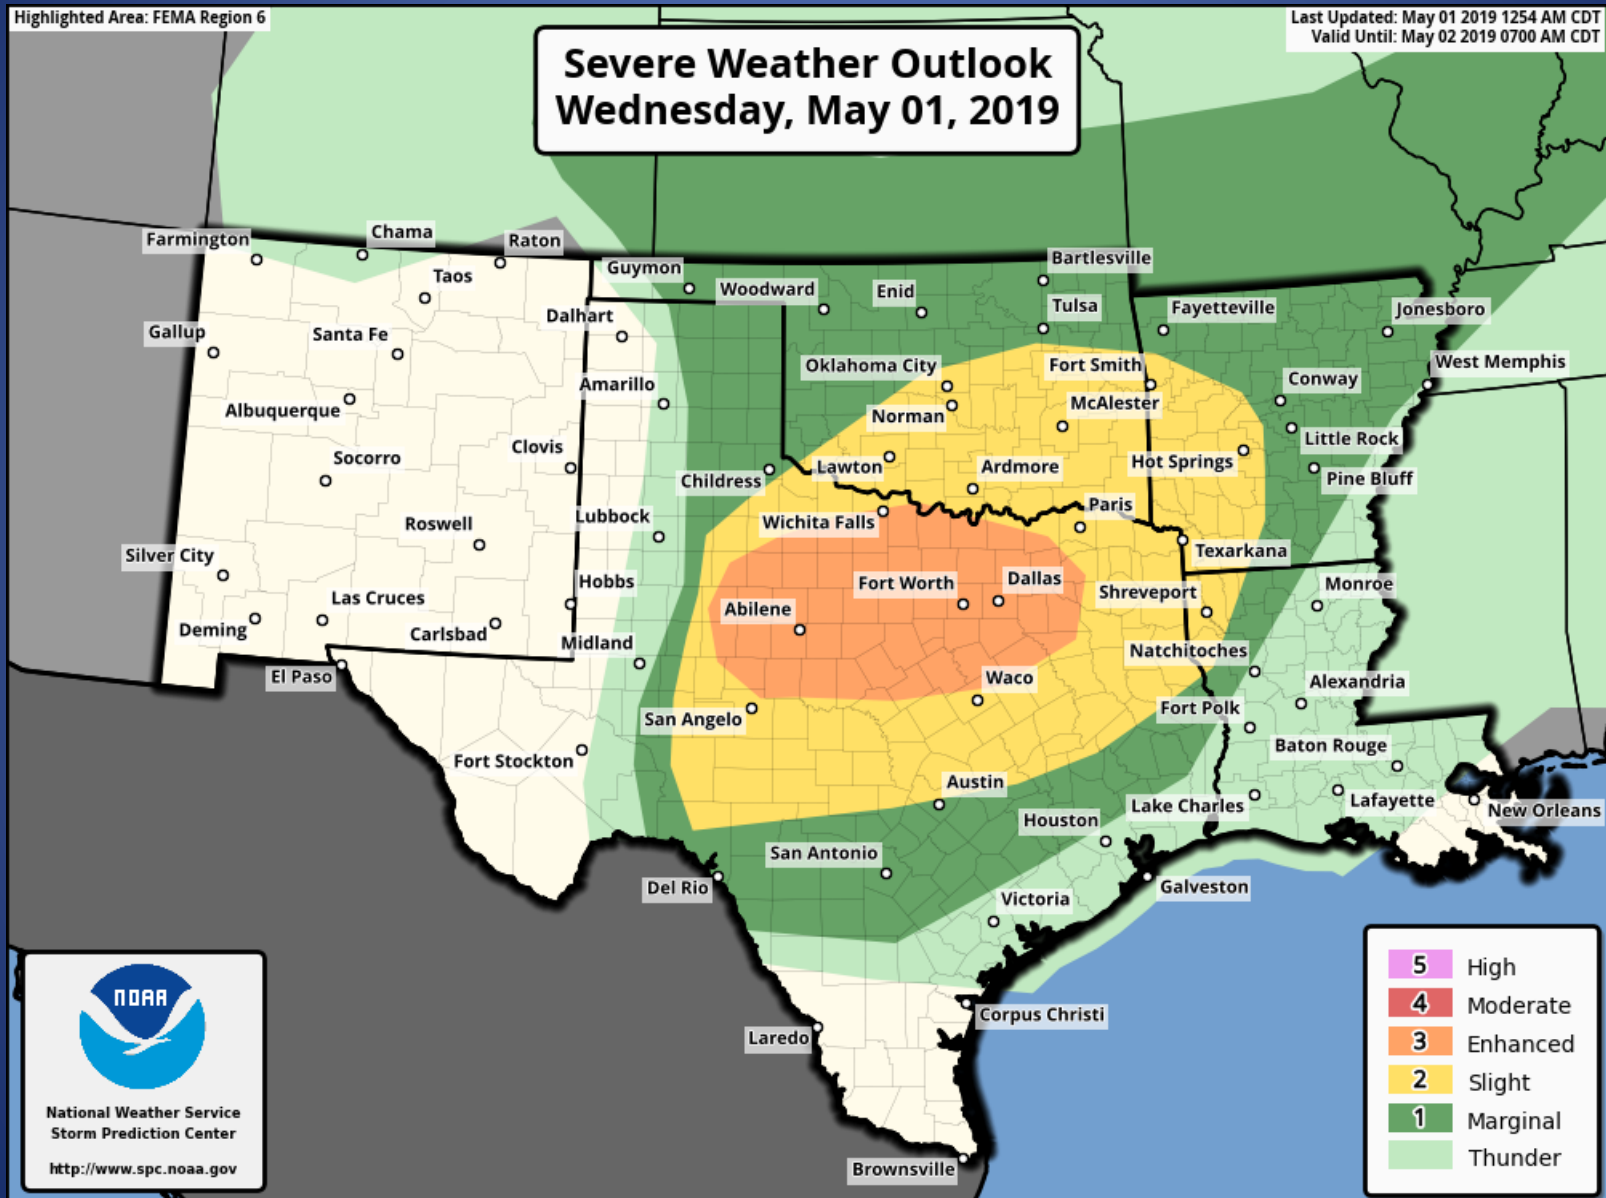 Highlighted Area: FEMA Region 6
Last Updated: May 01 2019 1254 AM CDT
Valid Until: May 02 2019 0700 AM CDT
Severe Weather Outlook
Wednesday, May 01, 2019
Farmington
Chama
Raton
Taos
Guymon
Woodward
Enid
Bartlesville
Tulsa
Fayetteville
Jonesboro
Gallup
Santa Fe
Dalhart
Oklahoma City
Fort Smith
West Memphis
Albuquerque
Amarillo
Norman
McAlester
Conway
Socorro
Clovis
Childress
Lawton
Ardmore
Hot Springs
Little Rock
Pine Bluff
Roswell
Lubbock
Wichita Falls
Paris
Texarkana
Silver City
Las Cruces
Hobbs
Abilene
Fort Worth
Dallas
Shreveport
Monroe
Deming
Carlsbad
Midland
Natchitoches
El Paso
San Angelo
Waco
Fort Polk
Alexandria
Fort Stockton
Austin
Baton Rouge
Houston
Lake Charles
Lafayette
New Orleans
San Antonio
Del Rio
Victoria
Galveston
Laredo
Corpus Christi
Brownsville
NOAA
National Weather Service
Storm Prediction Center
http://www.spc.noaa.gov
5 High
4 Moderate
3 Enhanced
2 Slight
1 Marginal
Thunder